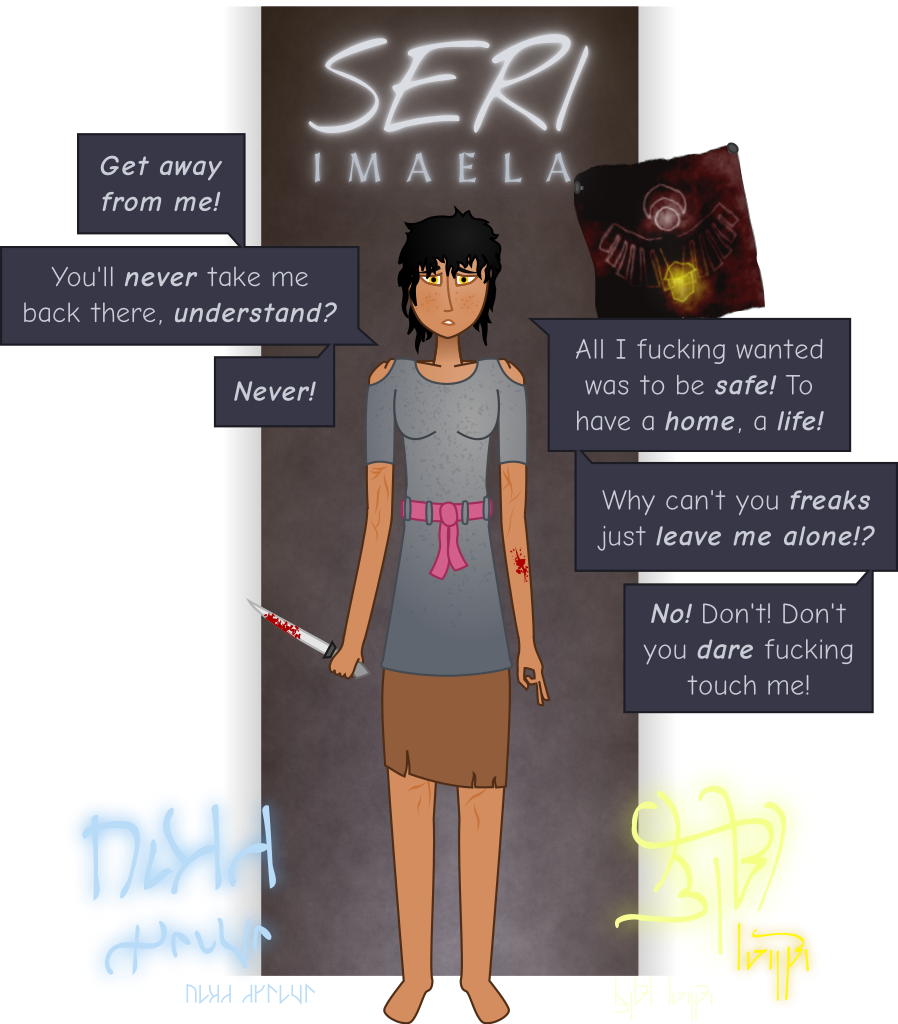 SERI
IMAELA
Get away
from me!
You'll never take me
back there, understand?
Never!
All I fucking wanted
was to be safe! To
have a home, a life!
Why can't you freaks
just leave me alone!?
No! Don't! Don't
you dare fucking
touch me!